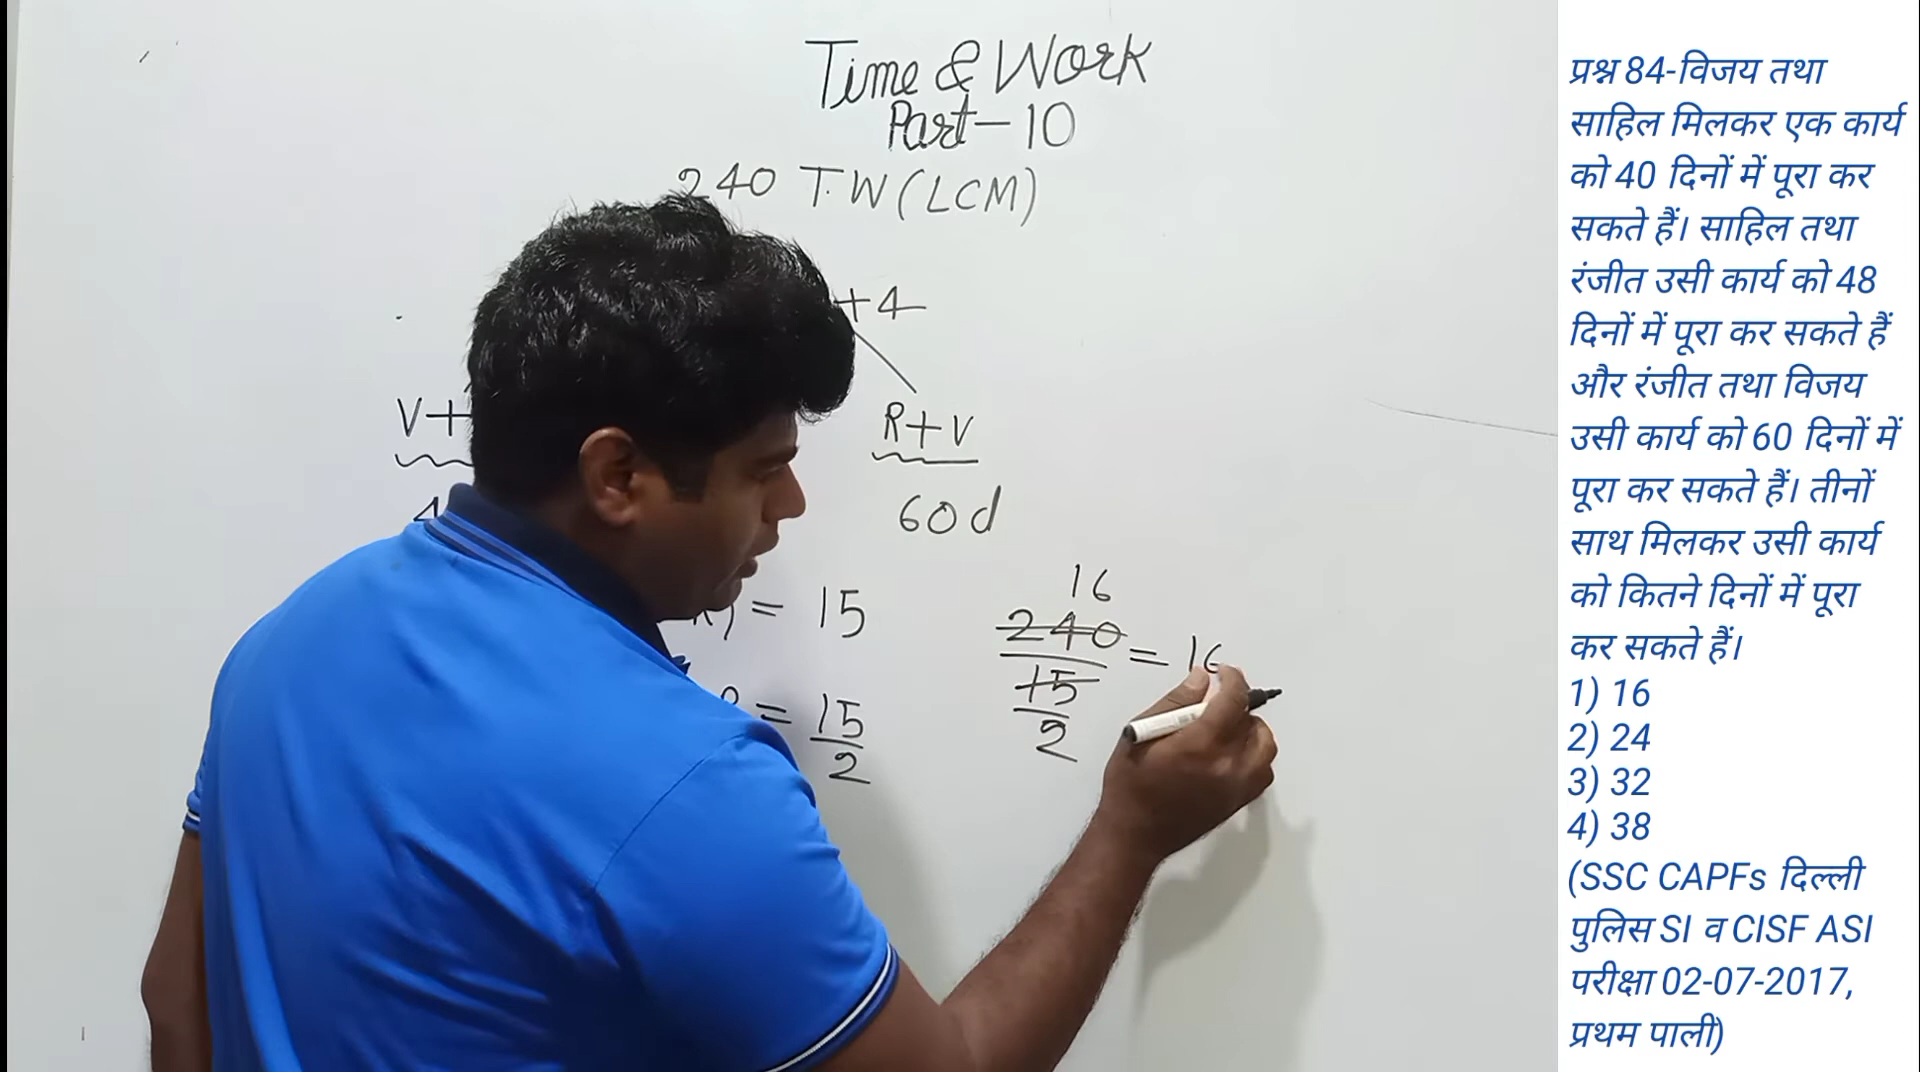 Time & Work
Part-10
240 T.W(LCM)
+4
V+
R+V
60d
= 15
16
240
15
2
= 16
= 15
2
प्रश्न 84-विजय तथा
साहिल मिलकर एक कार्य
को 40 दिनों में पूरा कर
सकते हैं। साहिल तथा
रंजीत उसी कार्य को 48
दिनों में पूरा कर सकते हैं
और रंजीत तथा विजय
उसी कार्य को 60 दिनों में
पूरा कर सकते हैं। तीनों
साथ मिलकर उसी कार्य
को कितने दिनों में पूरा
कर सकते हैं।
1) 16
2) 24
3) 32
4) 38
(SSC CAPFs दिल्ली
पुलिस SI व CISF ASI
परीक्षा 02-07-2017,
प्रथम पाली)